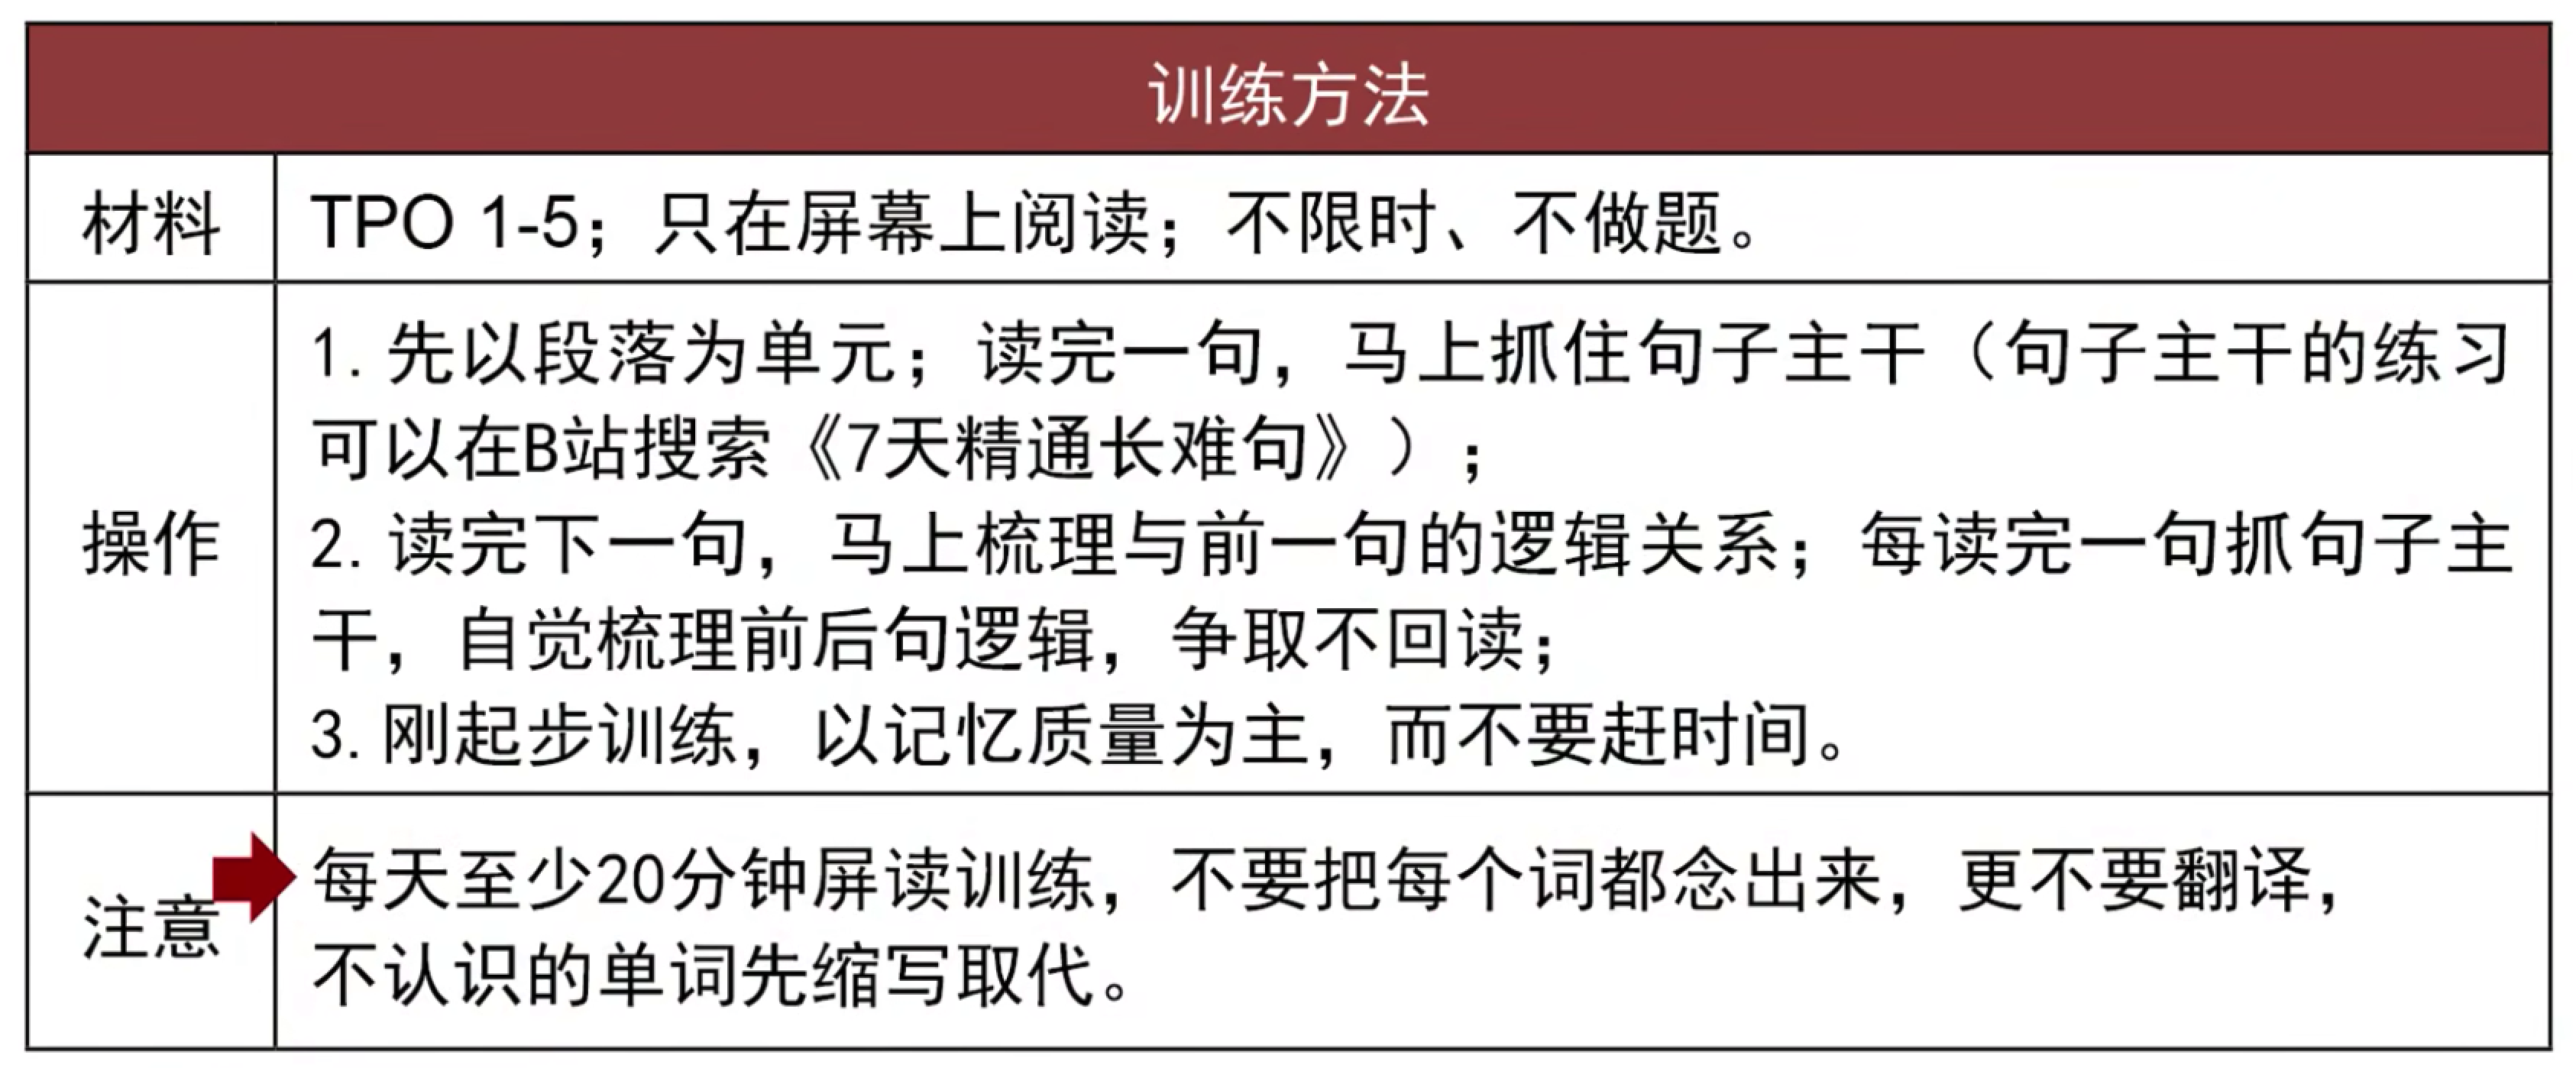 训练方法
材料
TPO 1-5；只在屏幕上阅读；不限时、不做题。
操作
1. 先以段落为单元；读完一句，马上抓住句子主干（句子主干的练习
可以在B站搜索《7天精通长难句》）；
2. 读完下一句，马上梳理与前一句的逻辑关系；每读完一句抓句子主
干，自觉梳理前后句逻辑，争取不回读；
3. 刚起步训练，以记忆质量为主，而不要赶时间。
注意
每天至少20分钟屏读训练，不要把每个词都念出来，更不要翻译，
不认识的单词先缩写取代。